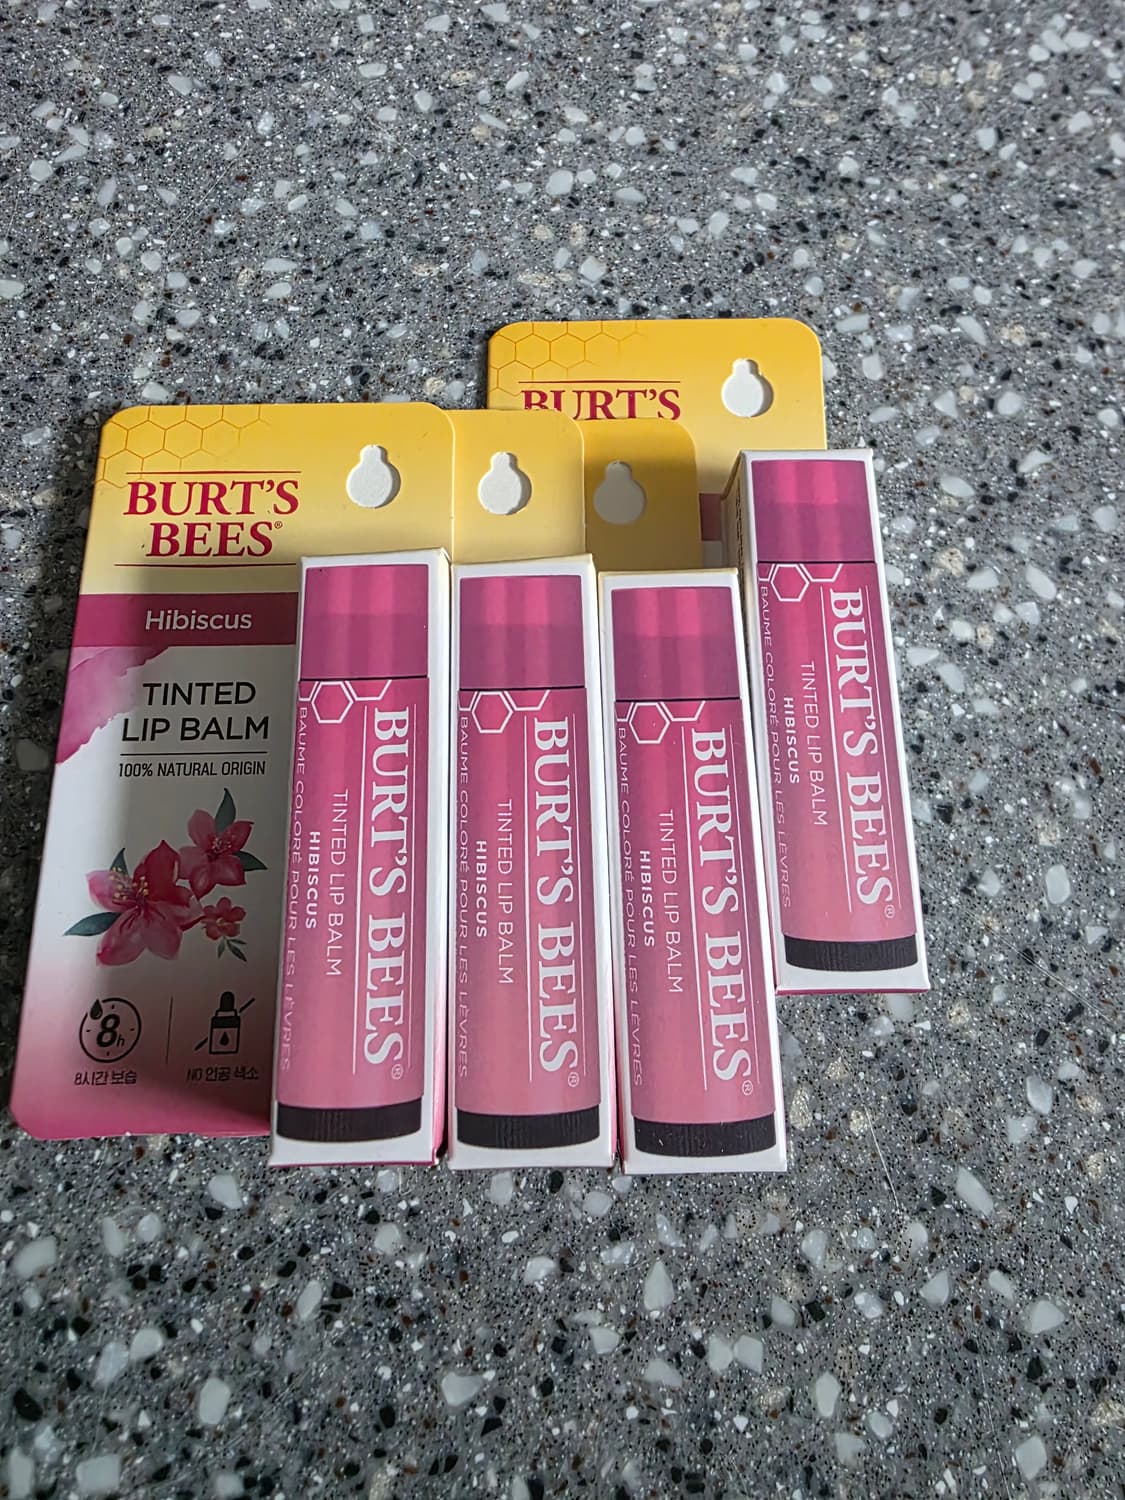 BURT'S
BURT'S
BEES®
Hibiscus
TINTED
LIP BALM
100% NATURAL ORIGIN
8h
8시간 보습
NO 인공 색소
BURT'S BEES®
TINTED LIP BALM
HIBISCUS
BAUME COLORÉ POUR LES LÈVRES
BURT'S BEES®
TINTED LIP BALM
HIBISCUS
BAUME COLORÉ POUR LES LÈVRES
BURT'S BEES®
TINTED LIP BALM
HIBISCUS
BAUME COLORÉ POUR LES LÈVRES
BURT'S BEES®
TINTED LIP BALM
HIBISCUS
BAUME COLORÉ POUR LES LÈVRES